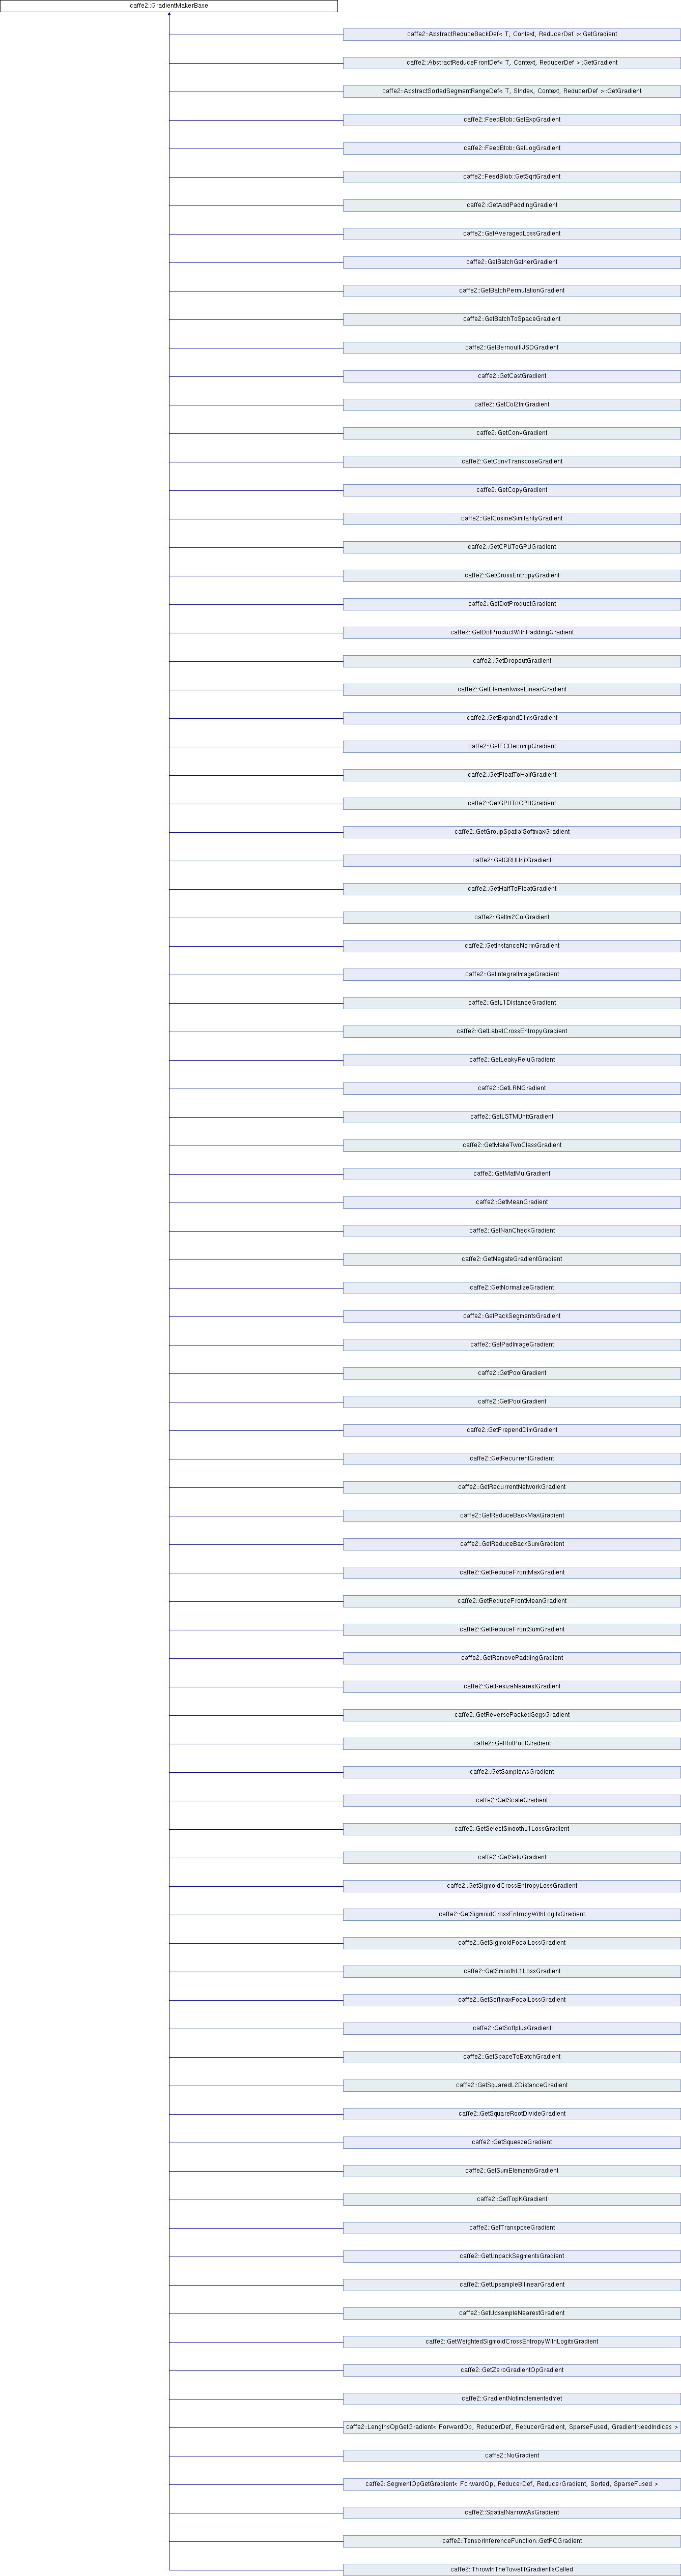 caffe2::GradientMakerBase
caffe2::AbstractReduceBackDef< T, Context, ReducerDef >::GetGradient
caffe2::AbstractReduceFrontDef< T, Context, ReducerDef >::GetGradient
caffe2::AbstractSortedSegmentRangeDef< T, SIndex, Context, ReducerDef >::GetGradient
caffe2::FeedBlob::GetExpGradient
caffe2::FeedBlob::GetLogGradient
caffe2::FeedBlob::GetSqrtGradient
caffe2::GetAddPaddingGradient
caffe2::GetAveragedLossGradient
caffe2::GetBatchGatherGradient
caffe2::GetBatchPermutationGradient
caffe2::GetBatchToSpaceGradient
caffe2::GetBernoulliJSDGradient
caffe2::GetCastGradient
caffe2::GetCol2ImGradient
caffe2::GetConvGradient
caffe2::GetConvTransposeGradient
caffe2::GetCopyGradient
caffe2::GetCosineSimilarityGradient
caffe2::GetCPUToGPUGradient
caffe2::GetCrossEntropyGradient
caffe2::GetDotProductGradient
caffe2::GetDotProductWithPaddingGradient
caffe2::GetDropoutGradient
caffe2::GetElementwiseLinearGradient
caffe2::GetExpandDimsGradient
caffe2::GetFCDecompGradient
caffe2::GetFloatToHalfGradient
caffe2::GetGPUToCPUGradient
caffe2::GetGroupSpatialSoftmaxGradient
caffe2::GetGRUUnitGradient
caffe2::GetHalfToFloatGradient
caffe2::GetIm2ColGradient
caffe2::GetInstanceNormGradient
caffe2::GetIntegralImageGradient
caffe2::GetL1DistanceGradient
caffe2::GetLabelCrossEntropyGradient
caffe2::GetLeakyReluGradient
caffe2::GetLRNGradient
caffe2::GetLSTMUnitGradient
caffe2::GetMakeTwoClassGradient
caffe2::GetMatMulGradient
caffe2::GetMeanGradient
caffe2::GetNanCheckGradient
caffe2::GetNegateGradientGradient
caffe2::GetNormalizeGradient
caffe2::GetPackSegmentsGradient
caffe2::GetPadImageGradient
caffe2::GetPoolGradient
caffe2::GetPoolGradient
caffe2::GetPrependDimGradient
caffe2::GetRecurrentGradient
caffe2::GetRecurrentNetworkGradient
caffe2::GetReduceBackMaxGradient
caffe2::GetReduceBackSumGradient
caffe2::GetReduceFrontMaxGradient
caffe2::GetReduceFrontMeanGradient
caffe2::GetReduceFrontSumGradient
caffe2::GetRemovePaddingGradient
caffe2::GetResizeNearestGradient
caffe2::GetReversePackedSegsGradient
caffe2::GetRoIPoolGradient
caffe2::GetSampleAsGradient
caffe2::GetScaleGradient
caffe2::GetSelectSmoothL1LossGradient
caffe2::GetSeluGradient
caffe2::GetSigmoidCrossEntropyLossGradient
caffe2::GetSigmoidCrossEntropyWithLogitsGradient
caffe2::GetSigmoidFocalLossGradient
caffe2::GetSmoothL1LossGradient
caffe2::GetSoftmaxFocalLossGradient
caffe2::GetSoftplusGradient
caffe2::GetSpaceToBatchGradient
caffe2::GetSquaredL2DistanceGradient
caffe2::GetSquareRootDivideGradient
caffe2::GetSqueezeGradient
caffe2::GetSumElementsGradient
caffe2::GetTopKGradient
caffe2::GetTransposeGradient
caffe2::GetUnpackSegmentsGradient
caffe2::GetUpsampleBilinearGradient
caffe2::GetUpsampleNearestGradient
caffe2::GetWeightedSigmoidCrossEntropyWithLogitsGradient
caffe2::GetZeroGradientOpGradient
caffe2::GradientNotImplementedYet
caffe2::LengthsOpGetGradient< ForwardOp, ReducerDef, ReducerGradient, SparseFused, GradientNeedIndices >
caffe2::NoGradient
caffe2::SegmentOpGetGradient< ForwardOp, ReducerDef, ReducerGradient, Sorted, SparseFused >
caffe2::SpatialNarrowAsGradient
caffe2::TensorInferenceFunction::GetFCGradient
caffe2::ThrowInTheTowelIfGradientIsCalled